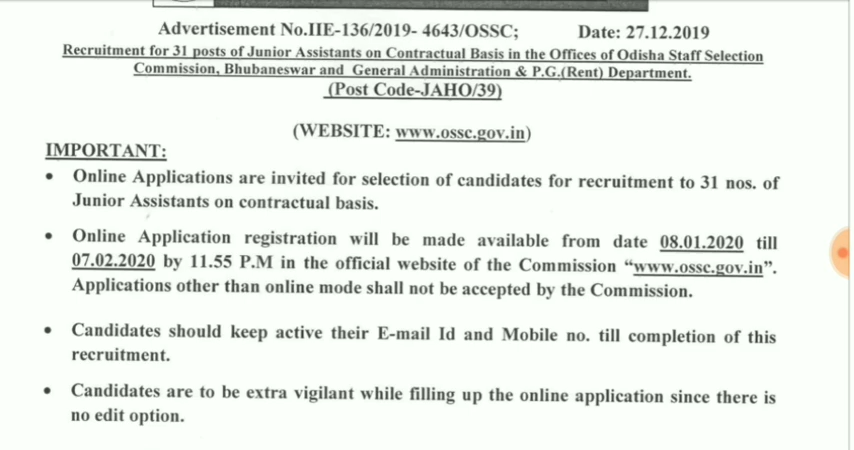 Advertisement No.IIE-136/2019- 4643/OSSC; Date: 27.12.2019
Recruitment for 31 posts of Junior Assistants on Contractual Basis in the Offices of Odisha Staff Selection
Commission, Bhubaneswar and General Administration & P.G.(Rent) Department.
(Post Code-JAHO/39)
(WEBSITE: www.ossc.gov.in)
IMPORTANT:
• Online Applications are invited for selection of candidates for recruitment to 31 nos. of
Junior Assistants on contractual basis.
• Online Application registration will be made available from date 08.01.2020 till
07.02.2020 by 11.55 P.M in the official website of the Commission “www.ossc.gov.in”.
Applications other than online mode shall not be accepted by the Commission.
• Candidates should keep active their E-mail Id and Mobile no. till completion of this
recruitment.
• Candidates are to be extra vigilant while filling up the online application since there is
no edit option.